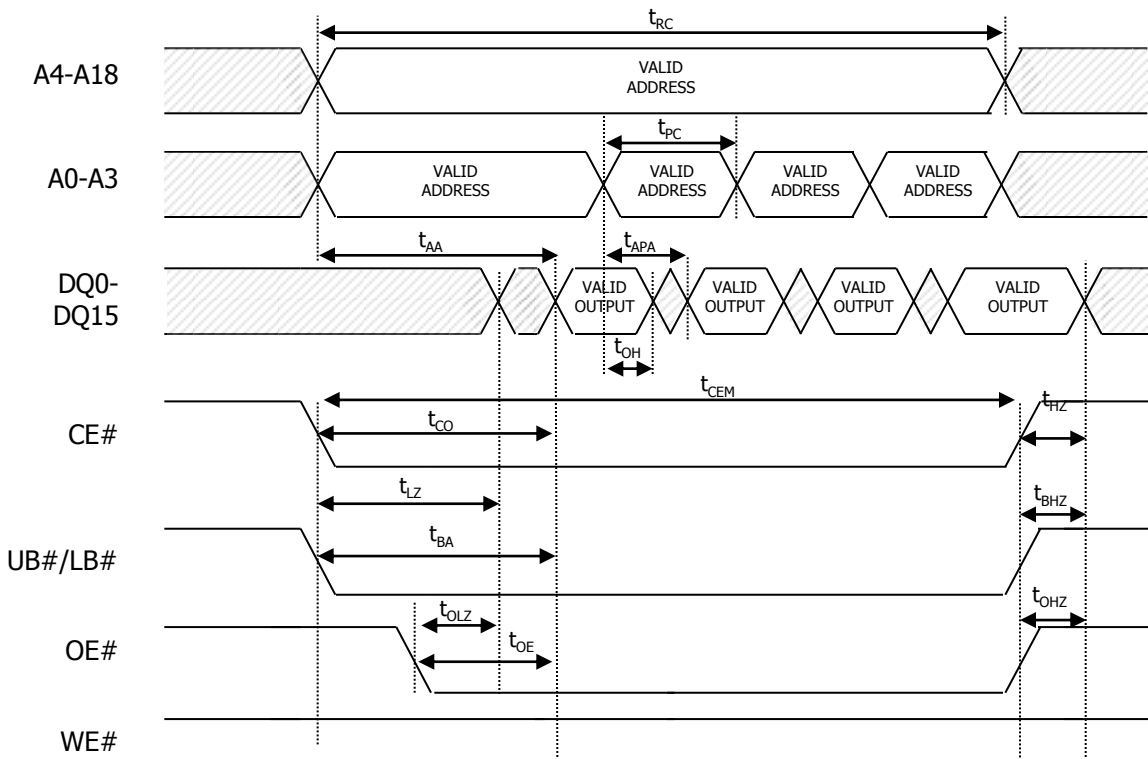 tRC
A4-A18
VALID
ADDRESS
tPC
A0-A3
VALID
ADDRESS
VALID
ADDRESS
VALID
ADDRESS
VALID
ADDRESS
tAA
tAPA
DQ0-
DQ15
VALID
OUTPUT
VALID
OUTPUT
VALID
OUTPUT
VALID
OUTPUT
tOH
tCEM
tHZ
CE#
tCO
tLZ
tBHZ
UB#/LB#
tBA
tOLZ
tOHZ
OE#
tOE
WE#